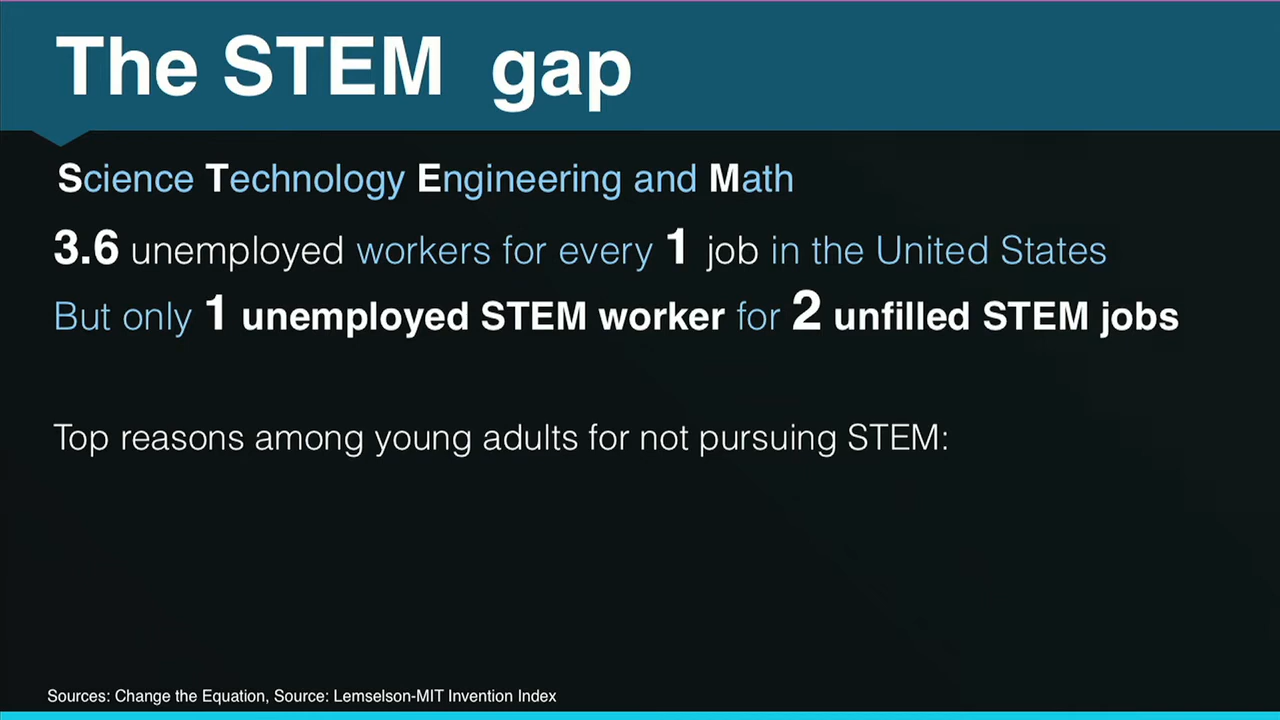 The STEM  gap
Science Technology Engineering and Math
3.6 unemployed workers for every 1 job in the United States
But only 1 unemployed STEM worker for 2 unfilled STEM jobs
Top reasons among young adults for not pursuing STEM:
Sources: Change the Equation, Source: Lemselson-MIT Invention Index